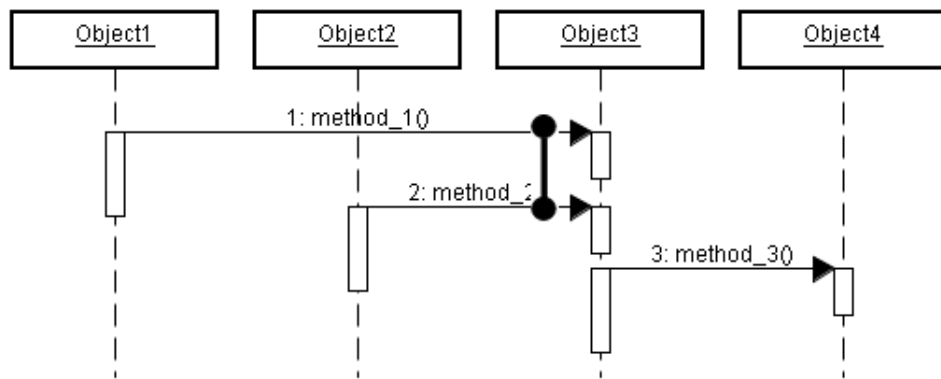 Object1
Object2
Object3
Object4
1: method_1()
2: method_2
3: method_3()